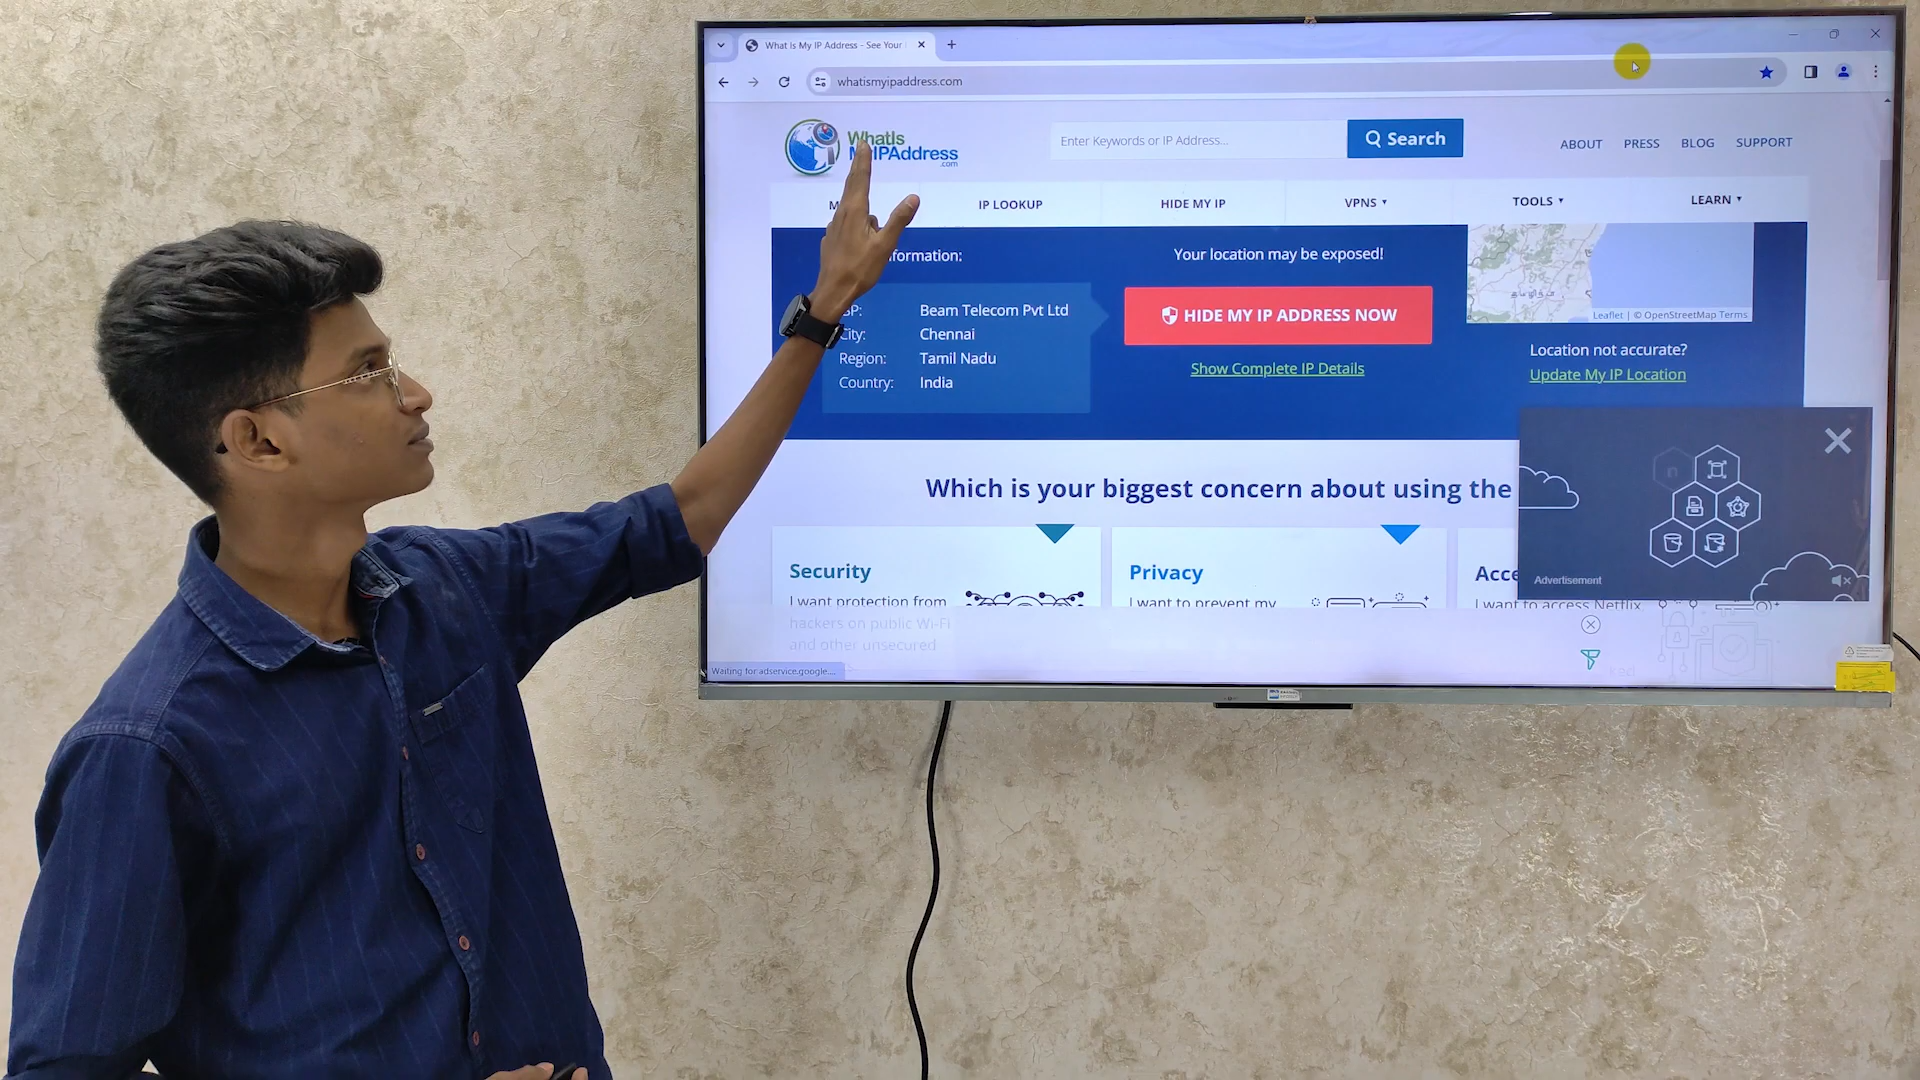 What Is My IP Address - See Your
whatismyipaddress.com
WhatIs
MyIPAddress
.com
Enter Keywords or IP Address...
Search
ABOUT PRESS BLOG SUPPORT
IP LOOKUP HIDE MY IP VPNS TOOLS LEARN
Your location may be exposed!
Beam Telecom Pvt Ltd
City: Chennai
Region: Tamil Nadu
Country: India
HIDE MY IP ADDRESS NOW
Show Complete IP Details
Leaflet | © OpenStreetMap Terms
Location not accurate?
Update My IP Location
Which is your biggest concern about using the
Security
I want protection from
hackers on public Wi-Fi
and other unsecured
Privacy
I want to prevent my
Acce
I want to access Netflix
Advertisement
Waiting for adservice.google....